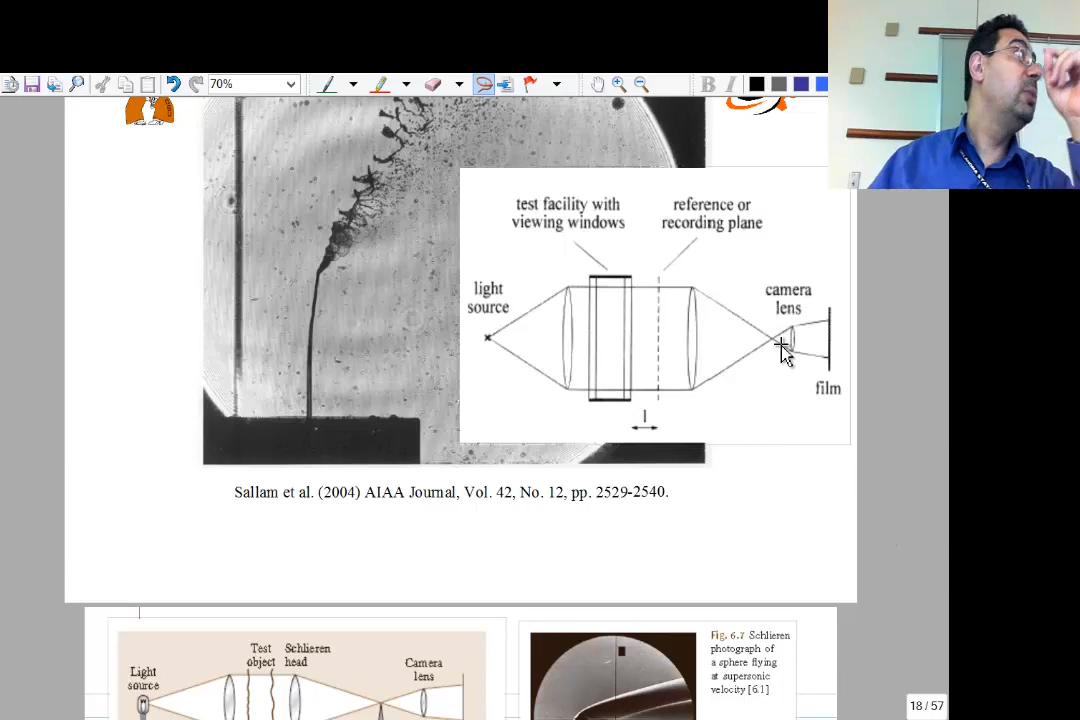 70%
B I
test facility with
viewing windows
reference or
recording plane
light
source
camera
lens
l
film
Sallam et al. (2004) AIAA Journal, Vol. 42, No. 12, pp. 2529-2540.
Test
object
Schlieren
head
Light
source
Camera
lens
Fig. 6.7 Schlieren
photograph of
a sphere flying
at supersonic
velocity [6.1]
18 / 57